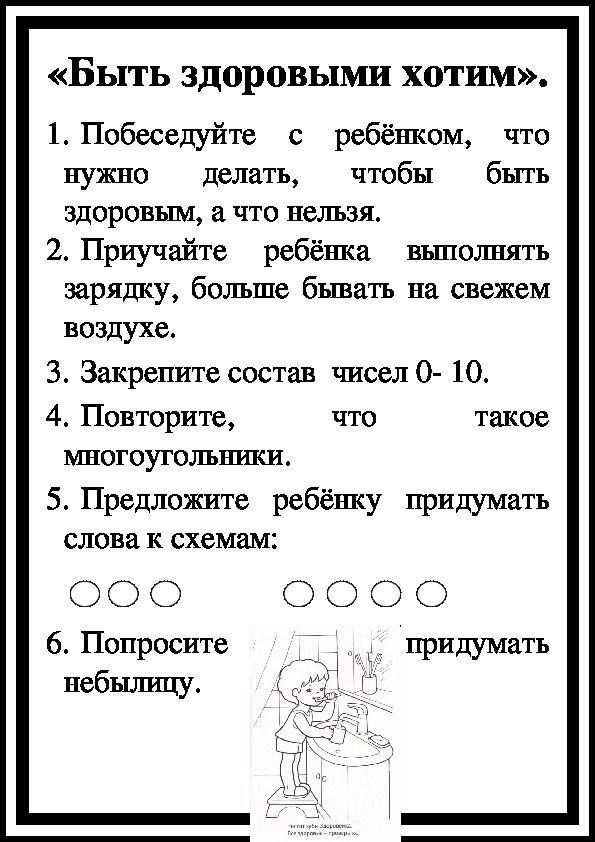 «Быть здоровыми хотим».
1. Побеседуйте с ребёнком, что
нужно делать, чтобы быть
здоровым, а что нельзя.
2. Приучайте ребёнка выполнять
зарядку, больше бывать на свежем
воздухе.
3. Закрепите состав чисел 0- 10.
4. Повторите, что такое
многоугольники.
5. Предложите ребёнку придумать
слова к схемам:
6. Попросите придумать
небылицу.
чистит зубы